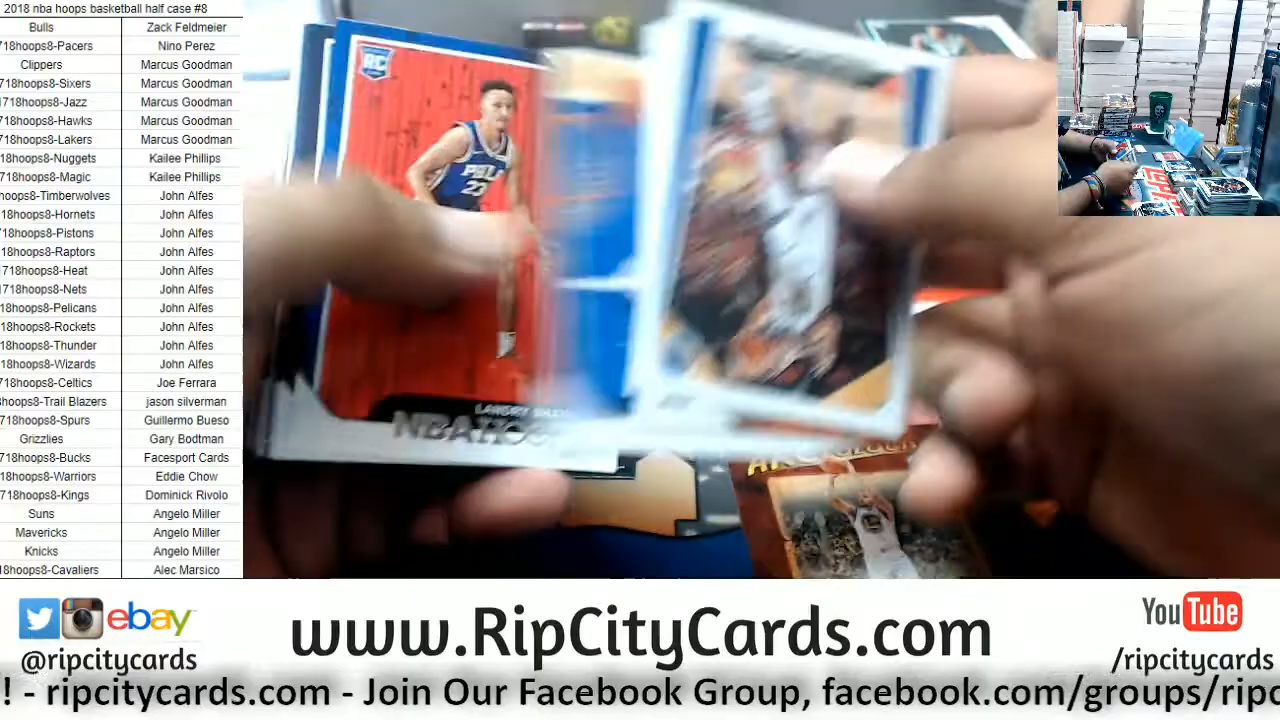 2018 nba hoops basketball half case #8
Bulls Zack Feldmeier
718hoops8-Pacers Nino Perez
Clippers Marcus Goodman
718hoops8-Sixers Marcus Goodman
718hoops8-Jazz Marcus Goodman
718hoops8-Hawks Marcus Goodman
718hoops8-Lakers Marcus Goodman
18hoops8-Nuggets Kailee Phillips
718hoops8-Magic Kailee Phillips
hoops8-Timberwolves John Alfes
18hoops8-Hornets John Alfes
718hoops8-Pistons John Alfes
18hoops8-Raptors John Alfes
718hoops8-Heat John Alfes
718hoops8-Nets John Alfes
18hoops8-Pelicans John Alfes
18hoops8-Rockets John Alfes
18hoops8-Thunder John Alfes
18hoops8-Wizards John Alfes
718hoops8-Celtics Joe Ferrara
hoops8-Trail Blazers jason silverman
718hoops8-Spurs Guillermo Bueso
Grizzlies Gary Bodtman
718hoops8-Bucks Facesport Cards
18hoops8-Warriors Eddie Chow
718hoops8-Kings Dominick Rivolo
Suns Angelo Miller
Mavericks Angelo Miller
Knicks Angelo Miller
18hoops8-Cavaliers Alec Marsico
RC
PHILA
23
LANDRY
NBA HOO
ebay
@ripcitycards
www.RipCityCards.com
YouTube
/ripcitycards
! - ripcitycards.com - Join Our Facebook Group, facebook.com/groups/ripc